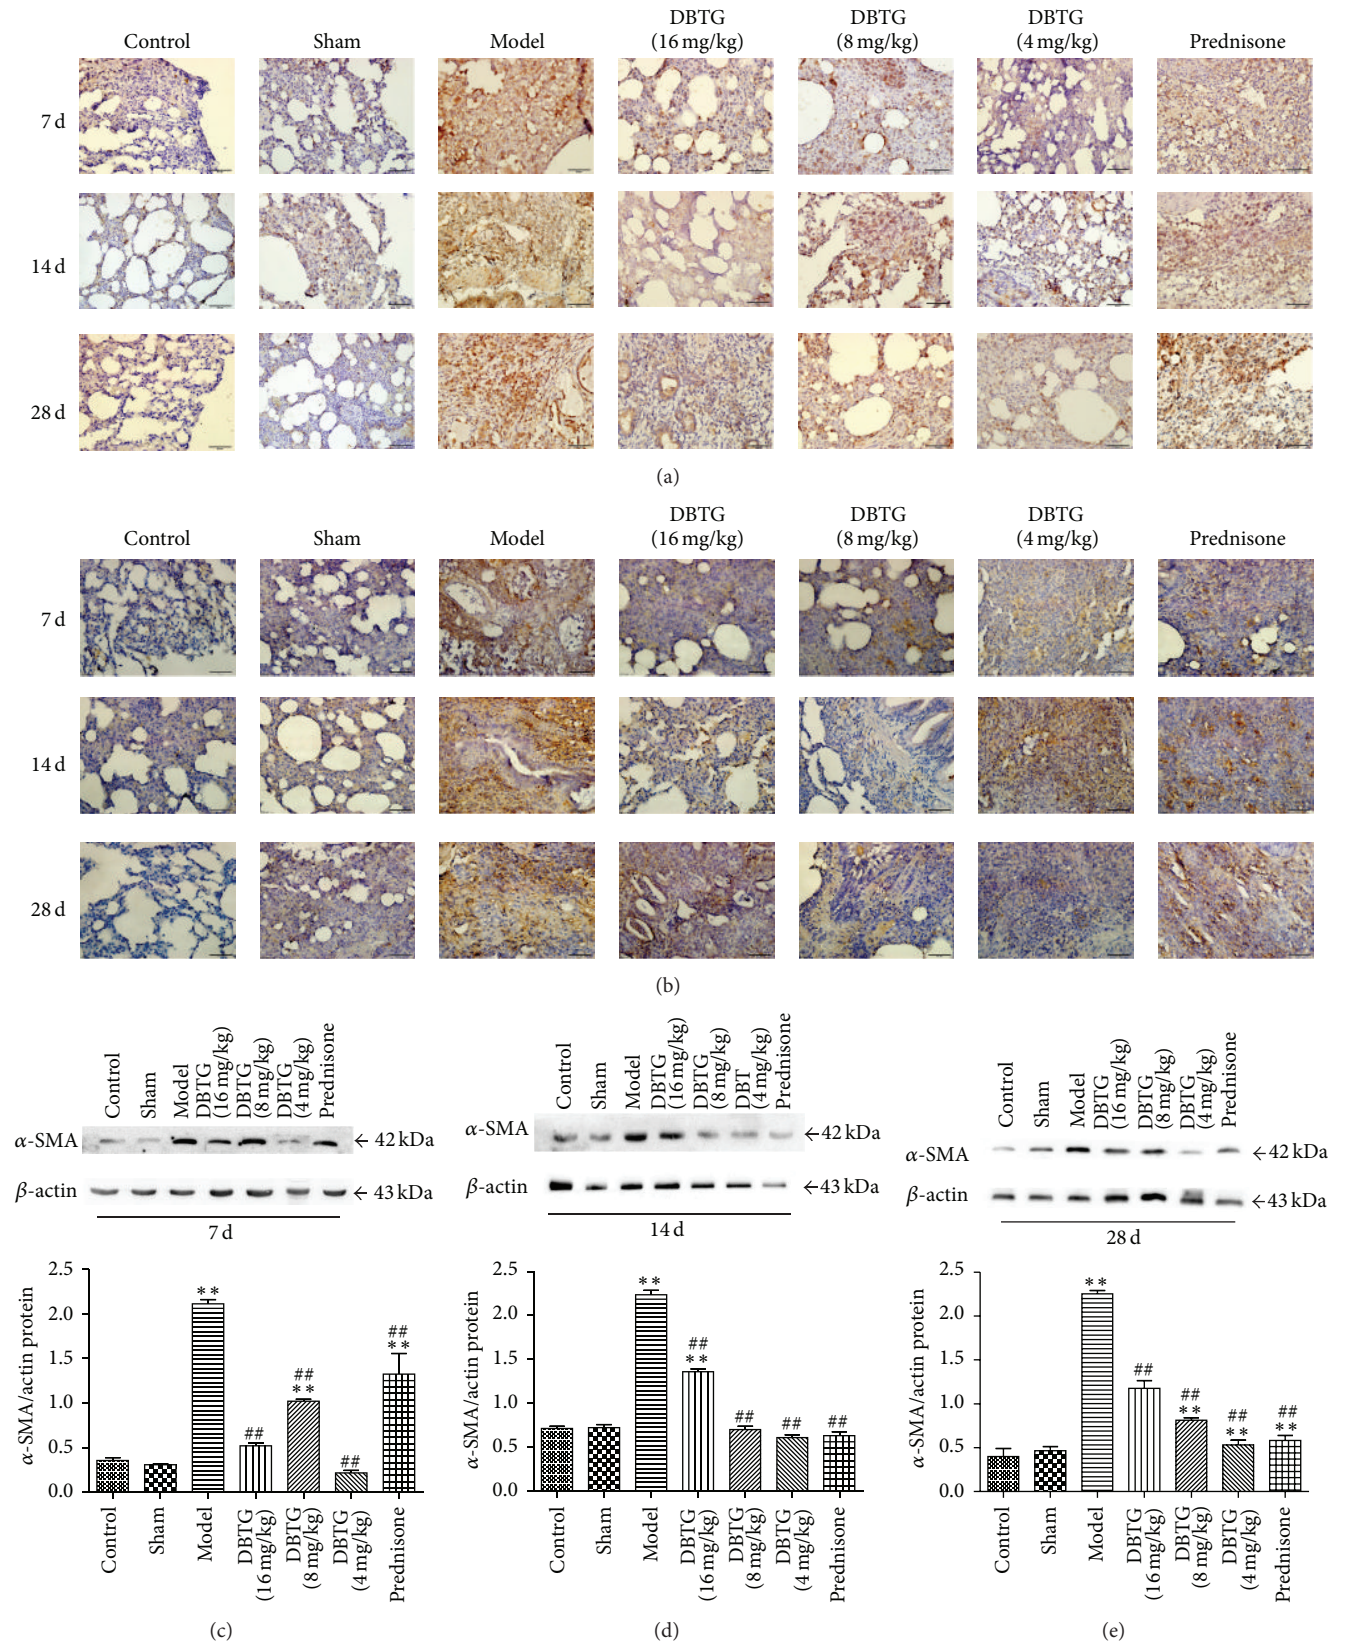 Control Sham Model DBTG (16 mg/kg) DBTG (8 mg/kg) DBTG (4 mg/kg) Prednisone
7 d
14 d
28 d
(a)
Control Sham Model DBTG (16 mg/kg) DBTG (8 mg/kg) DBTG (4 mg/kg) Prednisone
7 d
14 d
28 d
(b)
Control Sham Model DBTG (16 mg/kg) DBTG (8 mg/kg) DBTG (4 mg/kg) Prednisone
α-SMA ← 42 kDa
β-actin ← 43 kDa
7 d
2.5
2.0
1.5
1.0
0.5
0.0
α-SMA/actin protein
** ## ## ** ## ## **
Control Sham Model DBTG (16 mg/kg) DBTG (8 mg/kg) DBTG (4 mg/kg) Prednisone
(c)
Control Sham Model DBTG (16 mg/kg) DBTG (8 mg/kg) DBT (4 mg/kg) Prednisone
α-SMA ← 42 kDa
β-actin ← 43 kDa
14 d
2.5
2.0
1.5
1.0
0.5
0.0
α-SMA/actin protein
** ## ** ## ## ##
Control Sham Model DBTG (16 mg/kg) DBTG (8 mg/kg) DBTG (4 mg/kg) Prednisone
(d)
Control Sham Model DBTG (16 mg/kg) DBTG (8 mg/kg) DBTG (4 mg/kg) Prednisone
α-SMA ← 42 kDa
β-actin ← 43 kDa
28 d
2.5
2.0
1.5
1.0
0.5
0.0
α-SMA/actin protein
** ## ## ** ## ** ## **
Control Sham Model DBTG (16 mg/kg) DBTG (8 mg/kg) DBTG (4 mg/kg) Prednisone
(e)